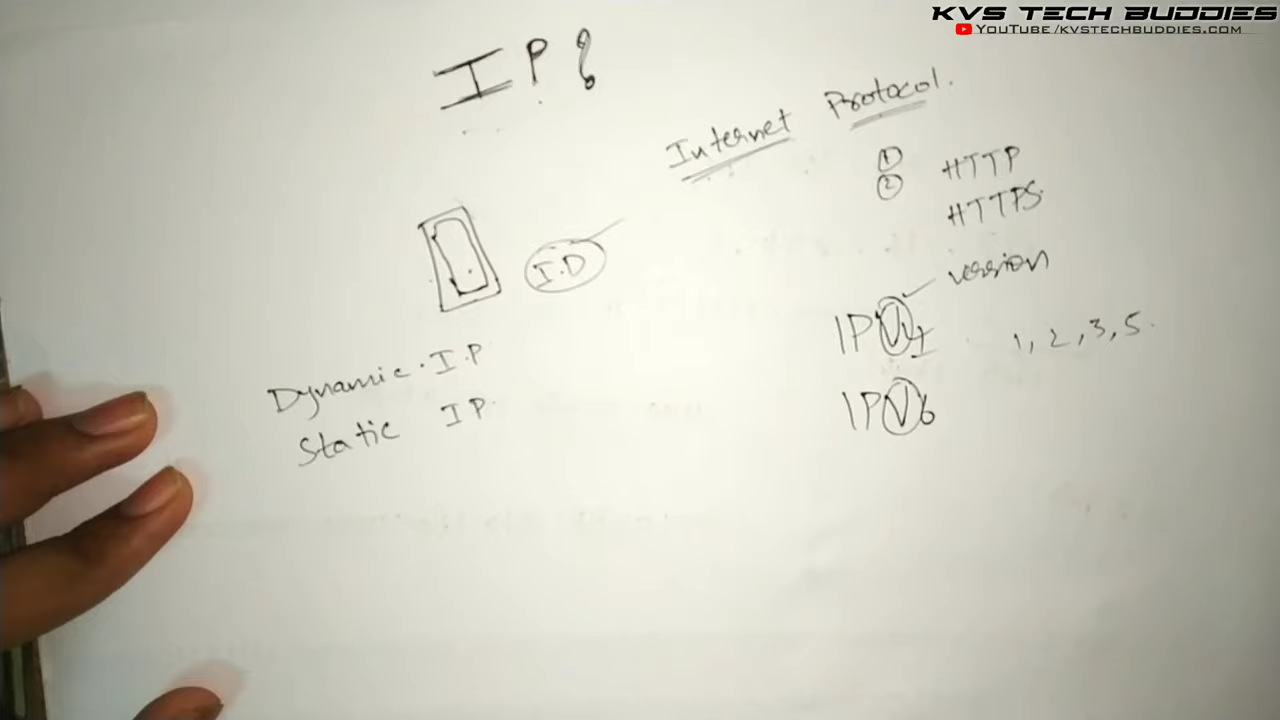 KVS TECH BUDDIES
YOUTUBE/KVSTECHBUDDIES.COM
IP?
Internet Protocol.
① HTTP
② HTTPS
I.D
version
IPV4 1, 2, 3, 5.
IPV6
Dynamic. I.P
Static I P.